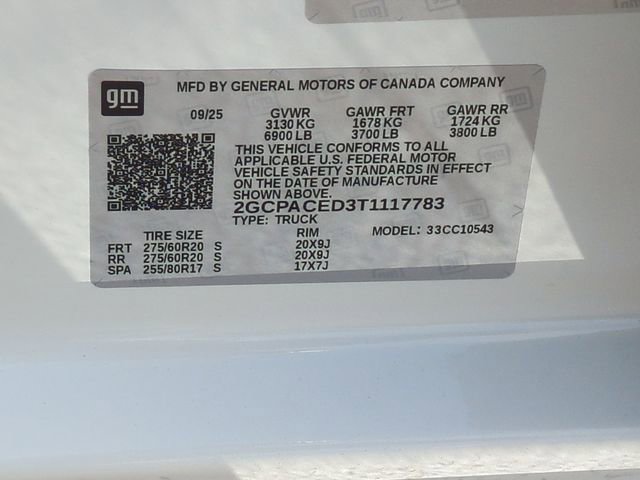 gm
MFD BY GENERAL MOTORS OF CANADA COMPANY
09/25 GVWR GAWR FRT GAWR RR
3130 KG 1678 KG 1724 KG
6900 LB 3700 LB 3800 LB
THIS VEHICLE CONFORMS TO ALL
APPLICABLE U.S. FEDERAL MOTOR
VEHICLE SAFETY STANDARDS IN EFFECT
ON THE DATE OF MANUFACTURE
SHOWN ABOVE.
2GCPACED3T1117783
TYPE: TRUCK MODEL: 33CC10543
TIRE SIZE RIM
FRT 275/60R20 S 20X9J
RR 275/60R20 S 20X9J
SPA 255/80R17 S 17X7J